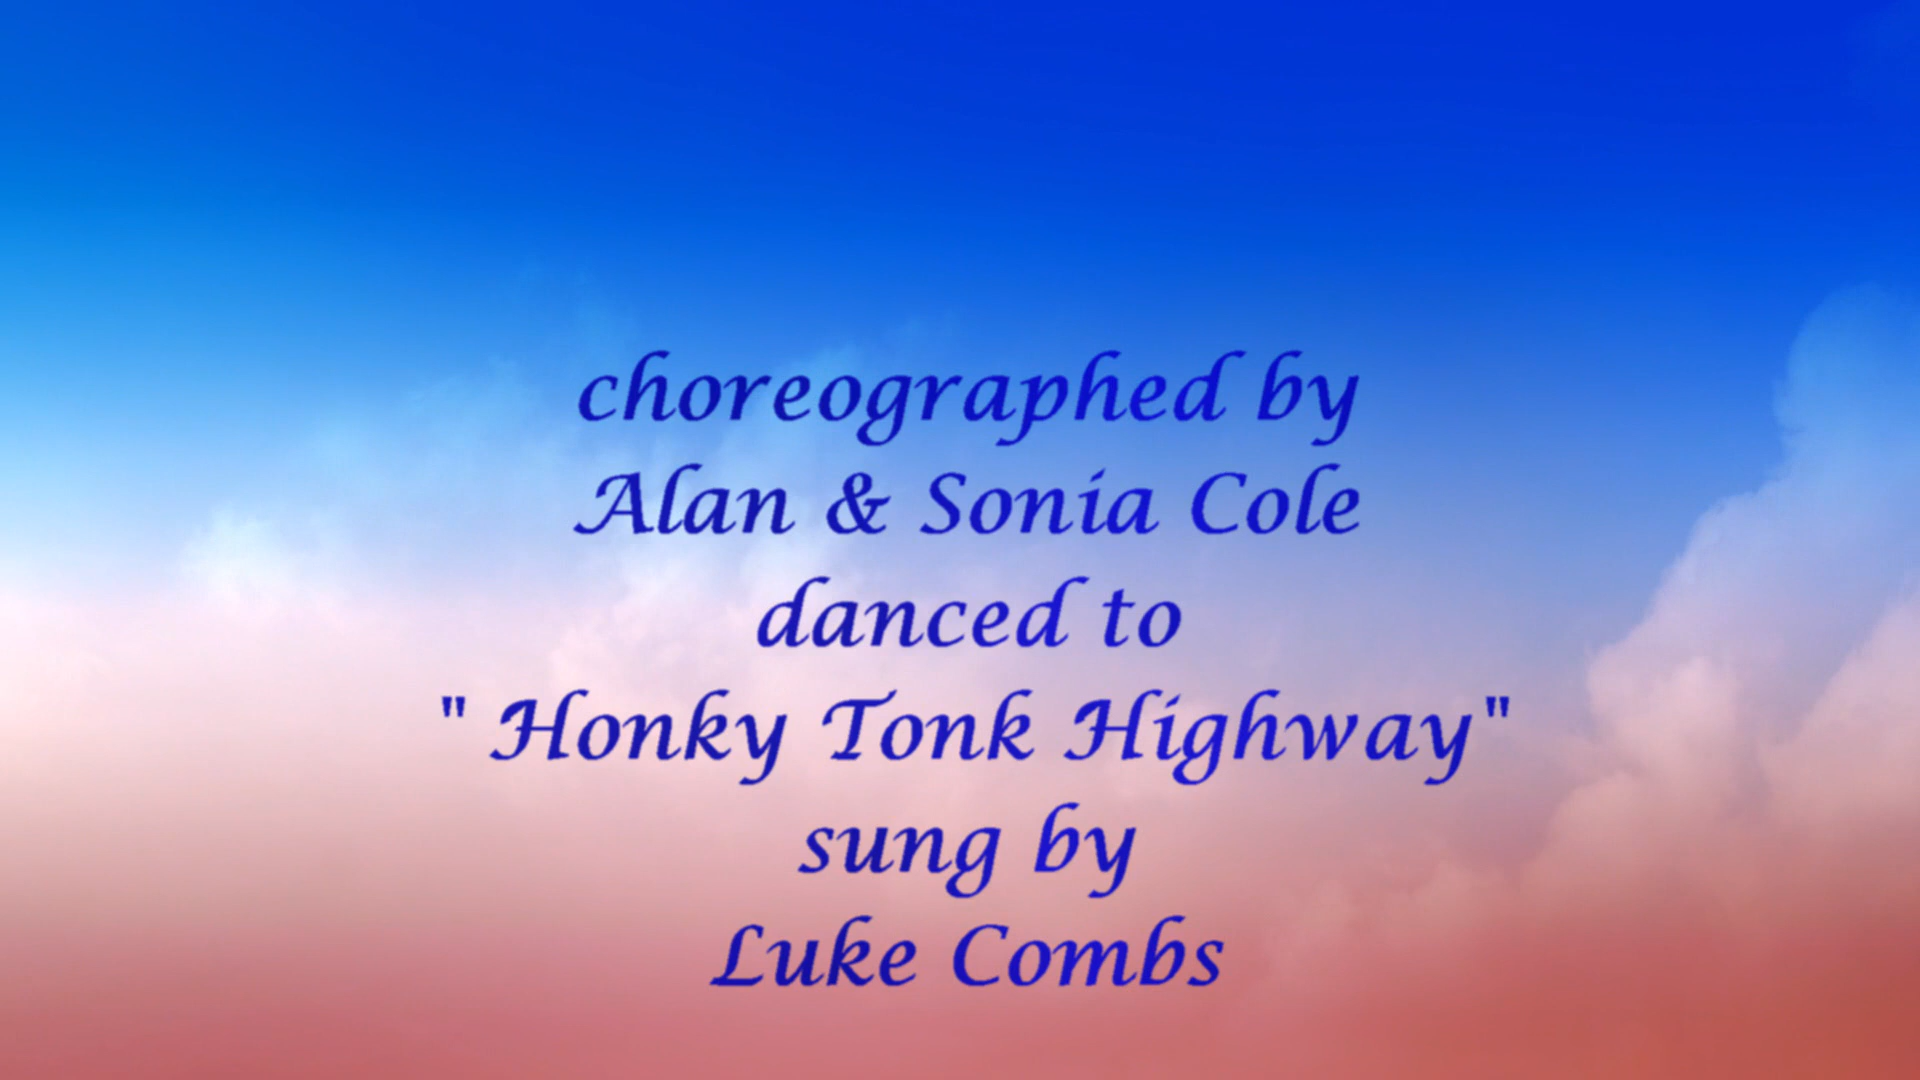 choreographed by
Alan & Sonia Cole
danced to
" Honky Tonk Highway"
sung by
Luke Combs